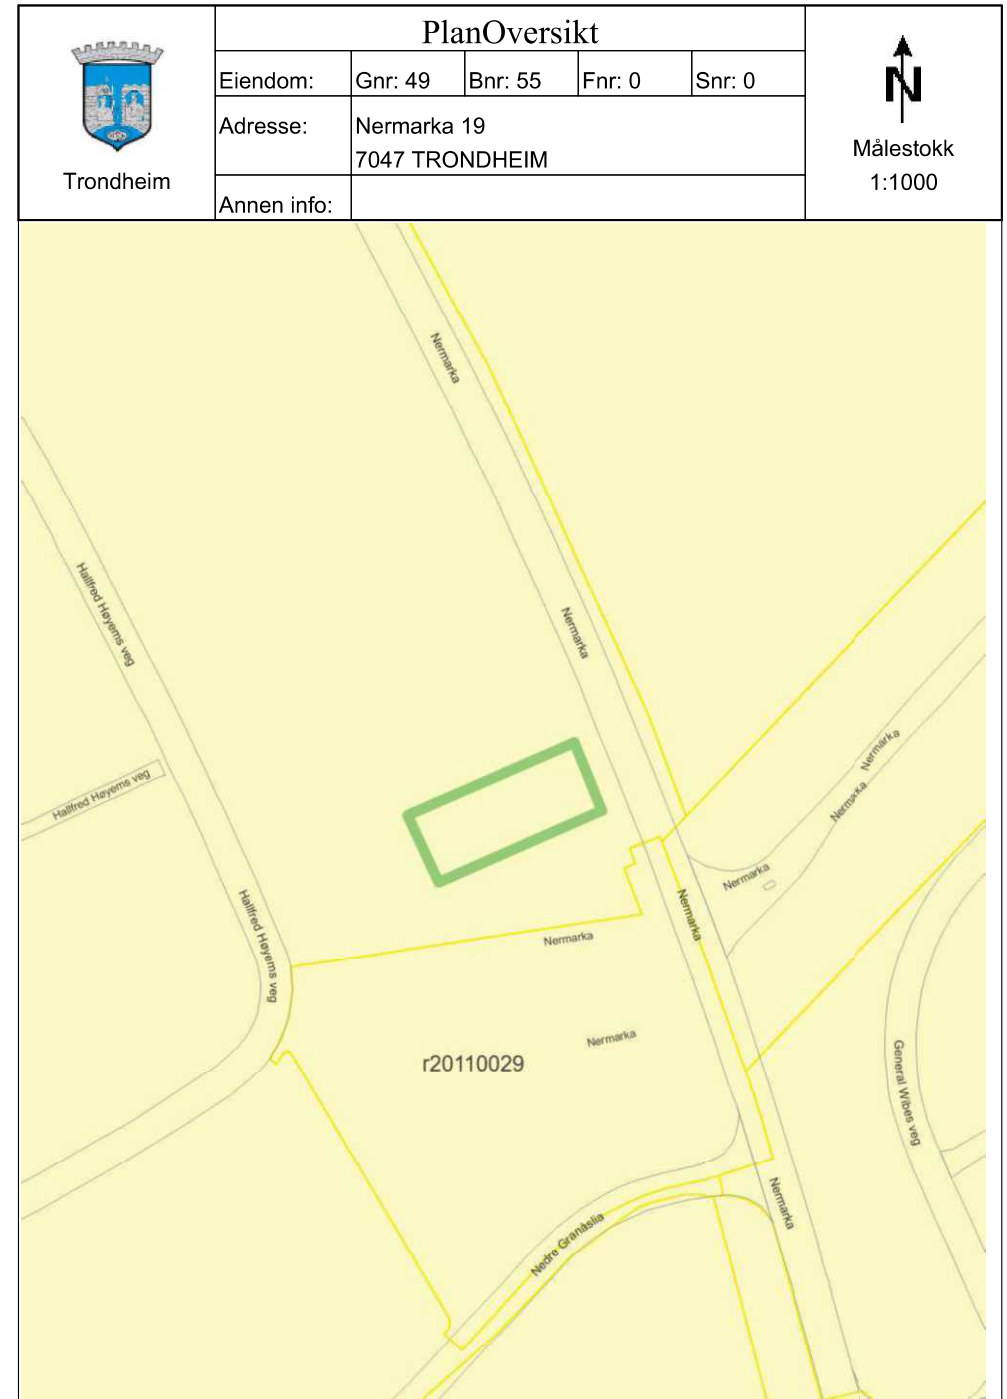 PlanOversikt
Eiendom: Gnr: 49 Bnr: 55 Fnr: 0 Snr: 0
Adresse: Nermarka 19
7047 TRONDHEIM
Annen info:
Trondheim
N
Målestokk
1:1000
Nermarka
Hallfred Høyems veg
Nermarka
Nermarka
Hallfred Høyems veg
Nermarka
Nermarka
Hallfred Høyems veg
Nermarka
Nermarka
Nermarka
r20110029
General Wibes veg
Nermarka
Nedre Granåslia